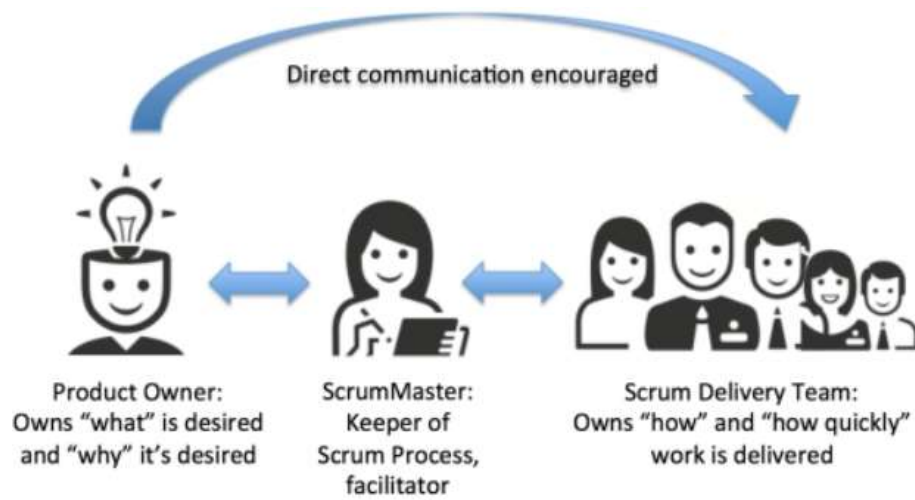 Direct communication encouraged
Product Owner:
Owns “what” is desired
and “why” it’s desired
ScrumMaster:
Keeper of
Scrum Process,
facilitator
Scrum Delivery Team:
Owns “how” and “how quickly”
work is delivered